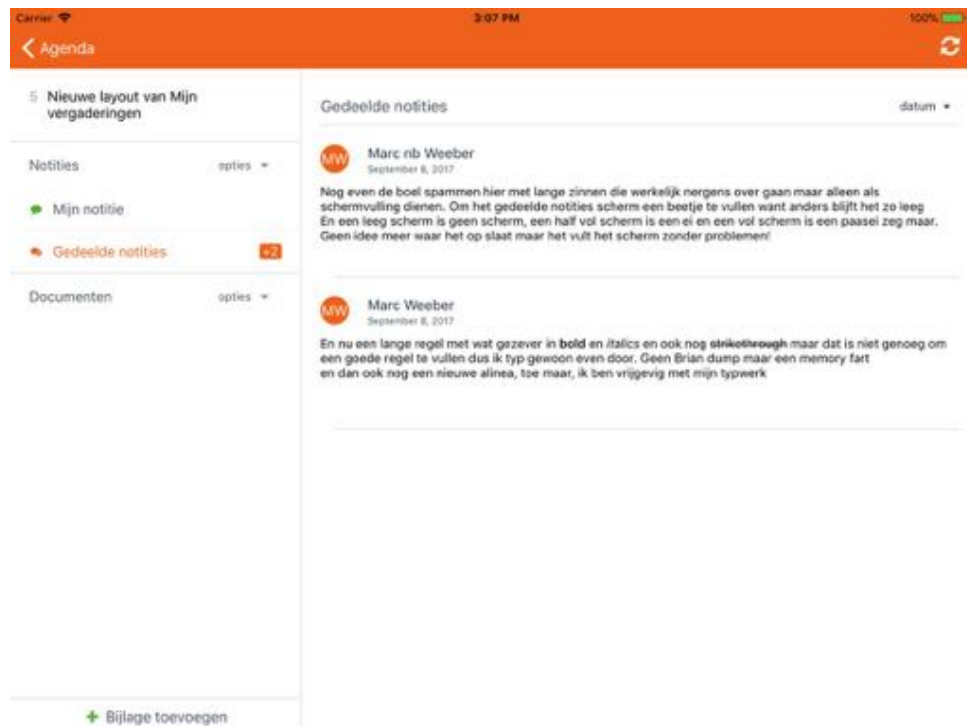 Carrier 3:07 PM 100%
Agenda
5 Nieuwe layout van Mijn
vergaderingen
Notities opties
Mijn notitie
Gedeelde notities +2
Documenten opties
Bijlage toevoegen
Gedeelde notities datum
MW Marc nb Weeber
September 8, 2017
Nog even de boel spammen hier met lange zinnen die werkelijk nergens over gaan maar alleen als
schermvulling dienen. Om het gedeelde notities scherm een beetje te vullen want anders blijft het zo leeg
En een leeg scherm is geen scherm, een half vol scherm is een ei en een vol scherm is een paasei zeg maar.
Geen idee meer waar het op slaat maar het vult het scherm zonder problemen!
MW Marc Weeber
September 8, 2017
En nu een lange regel met wat gezever in bold en italics en ook nog strikethrough maar dat is niet genoeg om
een goede regel te vullen dus ik typ gewoon even door. Geen Brian dump maar een memory fart
en dan ook nog een nieuwe alinea, toe maar, ik ben vrijgevig met mijn typwerk